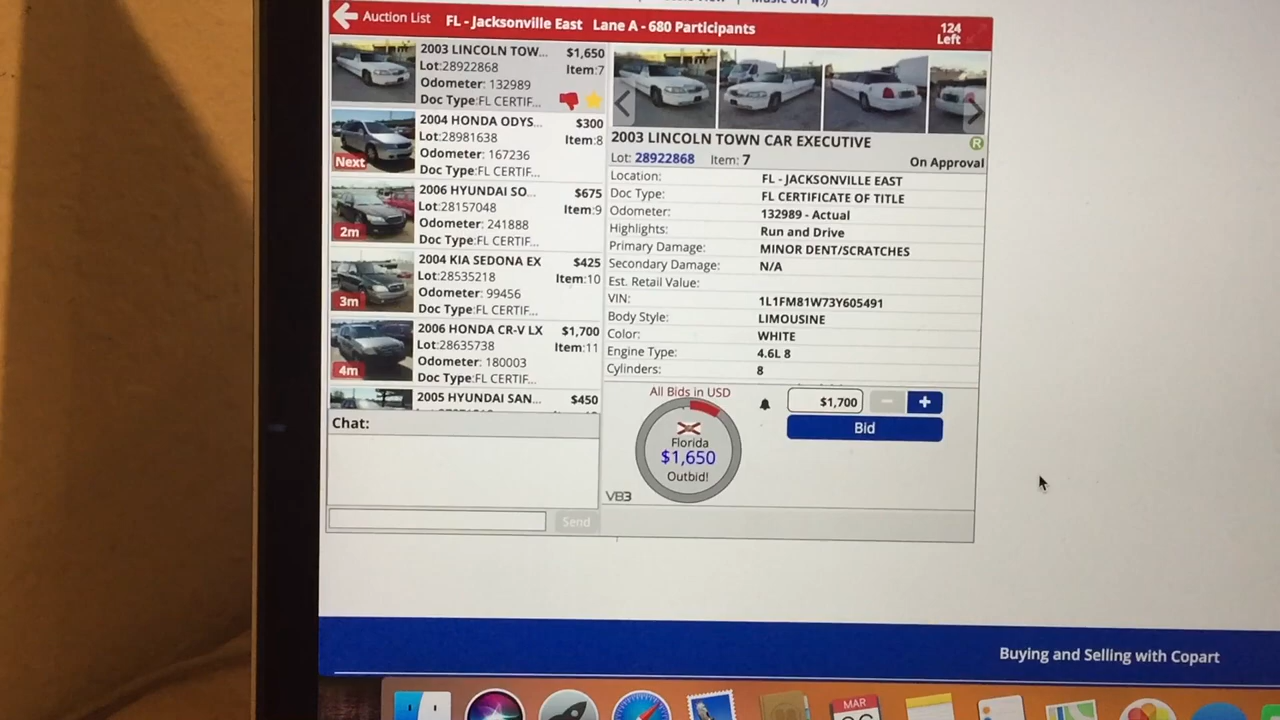 Auction List FL - Jacksonville East Lane A - 680 Participants
124
Left
2003 LINCOLN TOW... $1,650
Lot:28922868 Item:7
Odometer: 132989
Doc Type:FL CERTIF...
2004 HONDA ODYS... $300
Lot:28981638 Item:8
Odometer: 167236
Next Doc Type:FL CERTIF...
2006 HYUNDAI SO... $675
Lot:28157048 Item:9
Odometer: 241888
2m Doc Type:FL CERTIF...
2004 KIA SEDONA EX $425
Lot:28535218 Item:10
Odometer: 99456
3m Doc Type:FL CERTIF...
2006 HONDA CR-V LX $1,700
Lot:28635738 Item:11
Odometer: 180003
4m Doc Type:FL CERTIF...
2005 HYUNDAI SAN... $450
Chat:
Send
2003 LINCOLN TOWN CAR EXECUTIVE R
Lot: 28922868 Item: 7 On Approval
Location: FL - JACKSONVILLE EAST
Doc Type: FL CERTIFICATE OF TITLE
Odometer: 132989 - Actual
Highlights: Run and Drive
Primary Damage: MINOR DENT/SCRATCHES
Secondary Damage: N/A
Est. Retail Value:
VIN: 1L1FM81W73Y605491
Body Style: LIMOUSINE
Color: WHITE
Engine Type: 4.6L 8
Cylinders: 8
All Bids in USD
Florida
$1,650
Outbid!
VB3
$1,700 − +
Bid
Buying and Selling with Copart
MAR